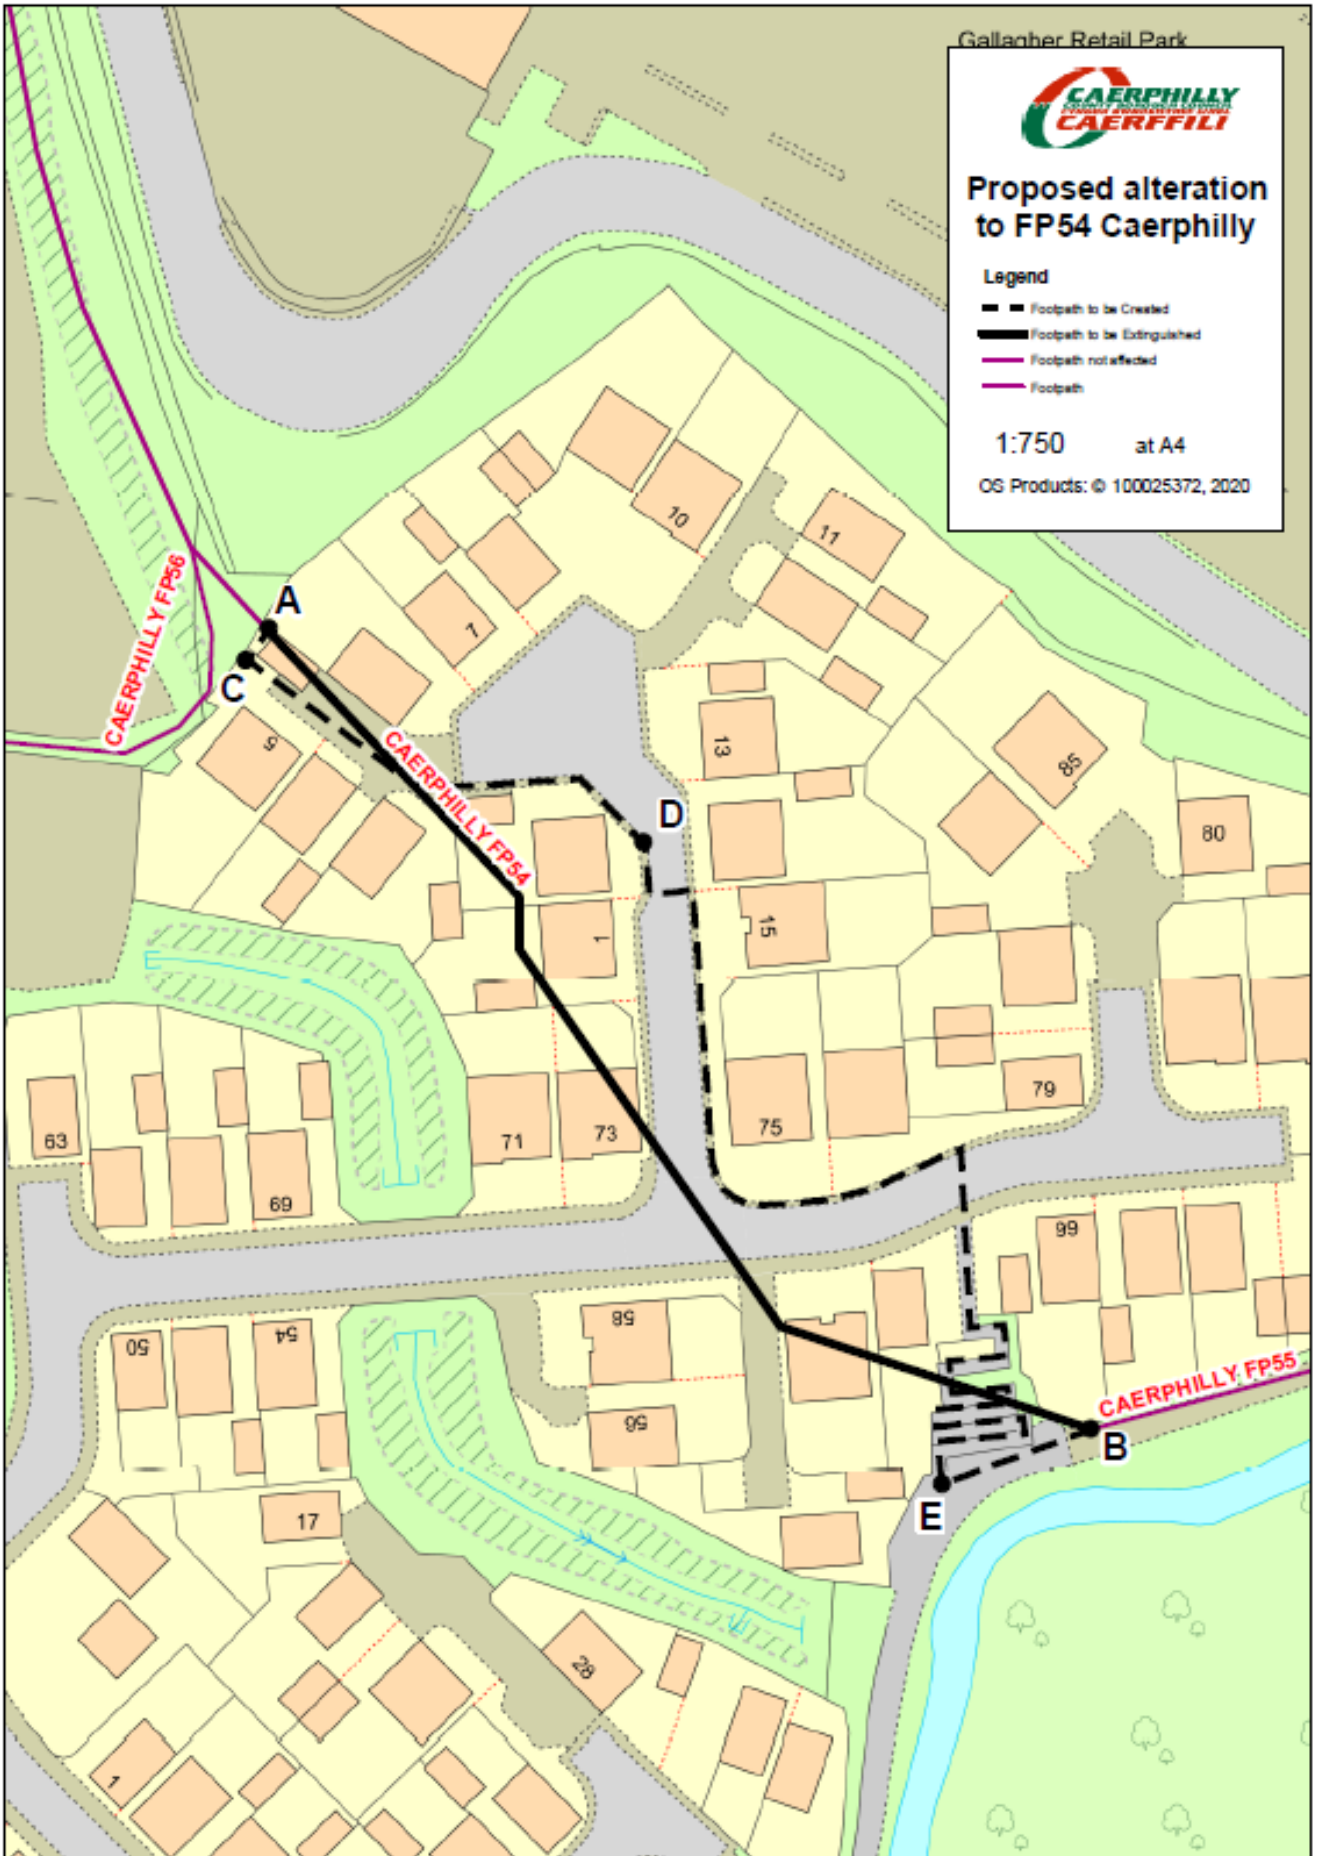 Gallagher Retail Park
CAERPHILLY
CAERFFILI
Proposed alteration
to FP54 Caerphilly
Legend
Footpath to be Created
Footpath to be Extinguished
Footpath not affected
Footpath
1:750 at A4
OS Products: © 100025372, 2020
10
11
CAERPHILLY FP56
A
7
C
5
13
85
CAERPHILLY FP54
D
80
15
1
63
69
71
73
75
79
99
50
54
58
56
CAERPHILLY FP55
B
E
17
28
1